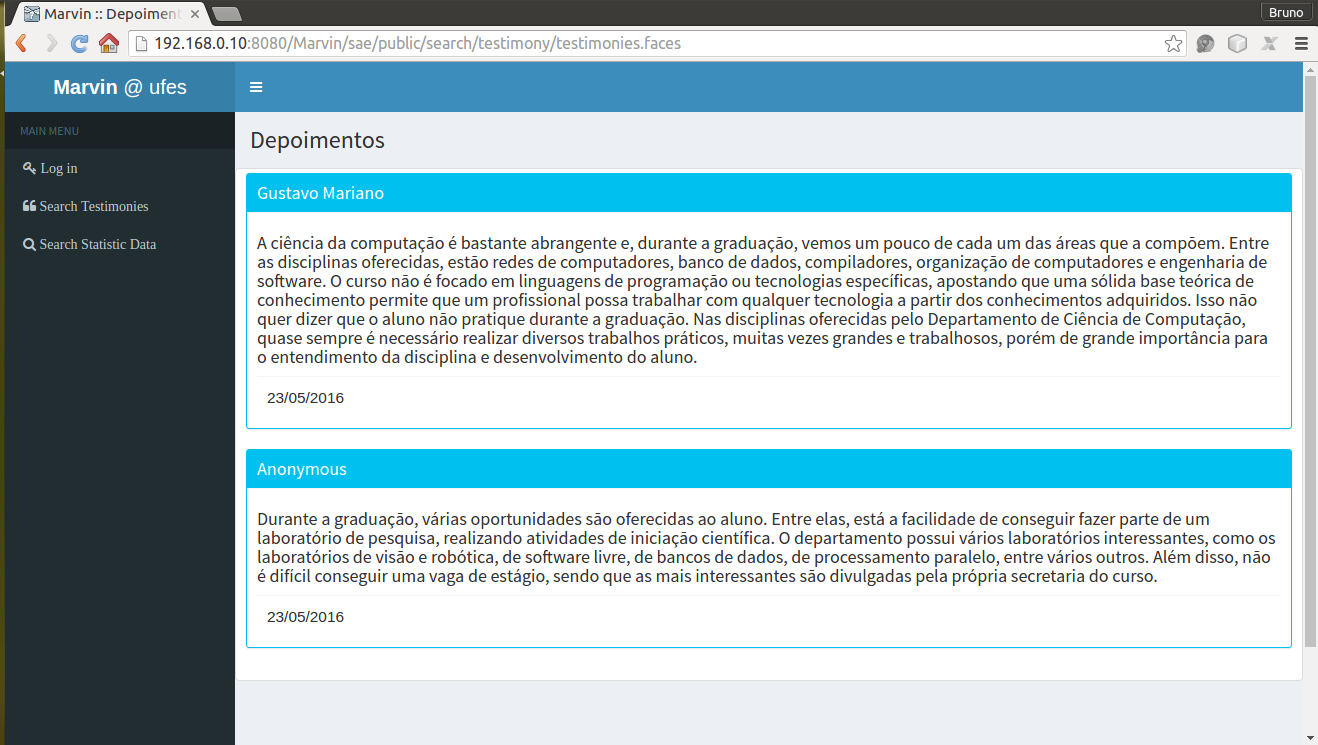 Marvin :: Depoiment
Bruno
192.168.0.10:8080/Marvin/sae/public/search/testimony/testimonies.faces
Marvin @ ufes
MAIN MENU
Log in
Search Testimonies
Search Statistic Data
Depoimentos
Gustavo Mariano
A ciência da computação é bastante abrangente e, durante a graduação, vemos um pouco de cada um das áreas que a compõem. Entre
as disciplinas oferecidas, estão redes de computadores, banco de dados, compiladores, organização de computadores e engenharia de
software. O curso não é focado em linguagens de programação ou tecnologias específicas, apostando que uma sólida base teórica de
conhecimento permite que um profissional possa trabalhar com qualquer tecnologia a partir dos conhecimentos adquiridos. Isso não
quer dizer que o aluno não pratique durante a graduação. Nas disciplinas oferecidas pelo Departamento de Ciência de Computação,
quase sempre é necessário realizar diversos trabalhos práticos, muitas vezes grandes e trabalhosos, porém de grande importância para
o entendimento da disciplina e desenvolvimento do aluno.
23/05/2016
Anonymous
Durante a graduação, várias oportunidades são oferecidas ao aluno. Entre elas, está a facilidade de conseguir fazer parte de um
laboratório de pesquisa, realizando atividades de iniciação científica. O departamento possui vários laboratórios interessantes, como os
laboratórios de visão e robótica, de software livre, de bancos de dados, de processamento paralelo, entre vários outros. Além disso, não
é difícil conseguir uma vaga de estágio, sendo que as mais interessantes são divulgadas pela própria secretaria do curso.
23/05/2016